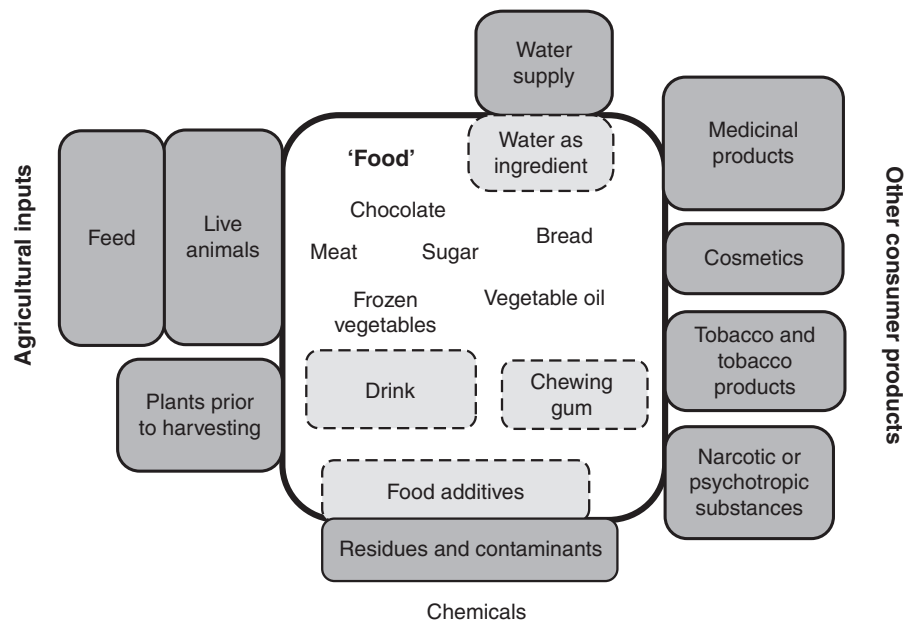 Water
supply
Water as
ingredient
Medicinal
products
'Food'
Chocolate
Meat
Sugar
Bread
Frozen
vegetables
Vegetable oil
Drink
Chewing
gum
Food additives
Residues and contaminants
Chemicals
Agricultural inputs
Feed
Live
animals
Plants prior
to harvesting
Cosmetics
Tobacco and
tobacco
products
Narcotic or
psychotropic
substances
Other consumer products